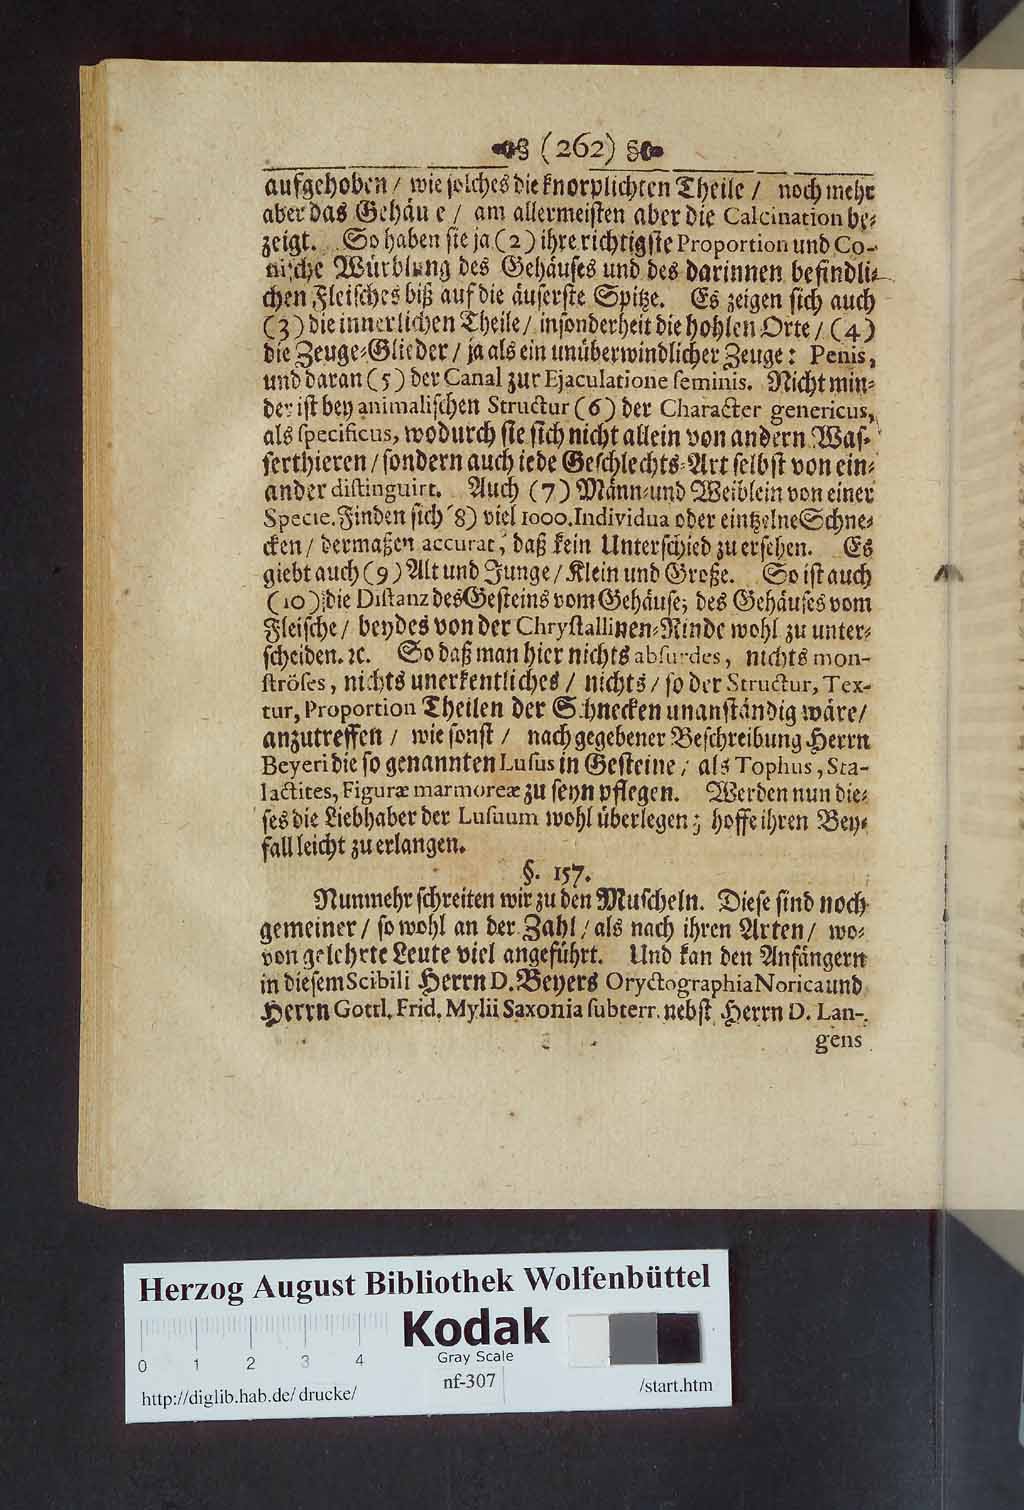 (262)
aufgehoben / wie solches die knorplichten Theile / noch mehr
aber das Gehäu e / am allermeisten aber die Calcination be-
zeigt. So haben sie ja (2) ihre richtigste Proportion und Co-
nische Würblung des Gehäuses und des darinnen befindli-
chen Fleisches biß auf die äuserste Spitze. Es zeigen sich auch
(3) die innerlichen Theile / insonderheit die hohlen Orte / (4)
die Zeuge-Glieder / ja als ein unüberwindlicher Zeuge: Penis,
und daran (5) der Canal zur Ejaculatione seminis. Nicht min-
der ist bey animalischen Structur (6) der Character genericus,
als specificus, wodurch sie sich nicht allein von andern Was-
serthieren / sondern auch iede Geschlechts-Art selbst von ein-
ander distinguirt. Auch (7) Männ- und Weiblein von einer
Specie. Finden sich 8) viel 1000. Individua oder eintzelne Schne-
cken / dermaßen accurat, daß kein Unterschied zu ersehen. Es
giebt auch (9) Alt und Junge / Klein und Große. So ist auch
(10) die Distanz des Gesteins vom Gehäuse; des Gehäuses vom
Fleische / beydes von der Chrystallinen-Rinde wohl zu unter-
scheiden. ꝛc. So daß man hier nichts absurdes, nichts mon-
ströses, nichts unerkentliches / nichts / so der Structur, Tex-
tur, Proportion Theilen der Schnecken unanständig wäre /
anzutreffen / wie sonst / nach gegebener Beschreibung Herrn
Beyeri die so genannten Lusus in Gesteine / als Tophus, Sta-
lactites, Figuræ marmoreæ zu seyn pflegen. Werden nun die-
ses die Liebhaber der Lusuum wohl überlegen; hoffe ihren Bey-
fall leicht zu erlangen.
§. 157.
Nunmehr schreiten wir zu den Muscheln. Diese sind noch
gemeiner / so wohl an der Zahl / als nach ihren Arten / wo-
von gelehrte Leute viel angeführt. Und kan den Anfängern
in diesem Scibili Herrn D. Beyers Oryctographia Norica und
Herrn Gottl. Frid. Mylii Saxonia subterr. nebst Herrn D. Lan-
gens
Herzog August Bibliothek Wolfenbüttel
Kodak
Gray Scale
0 1 2 3 4
nf-307
http://diglib.hab.de/drucke/ /start.htm